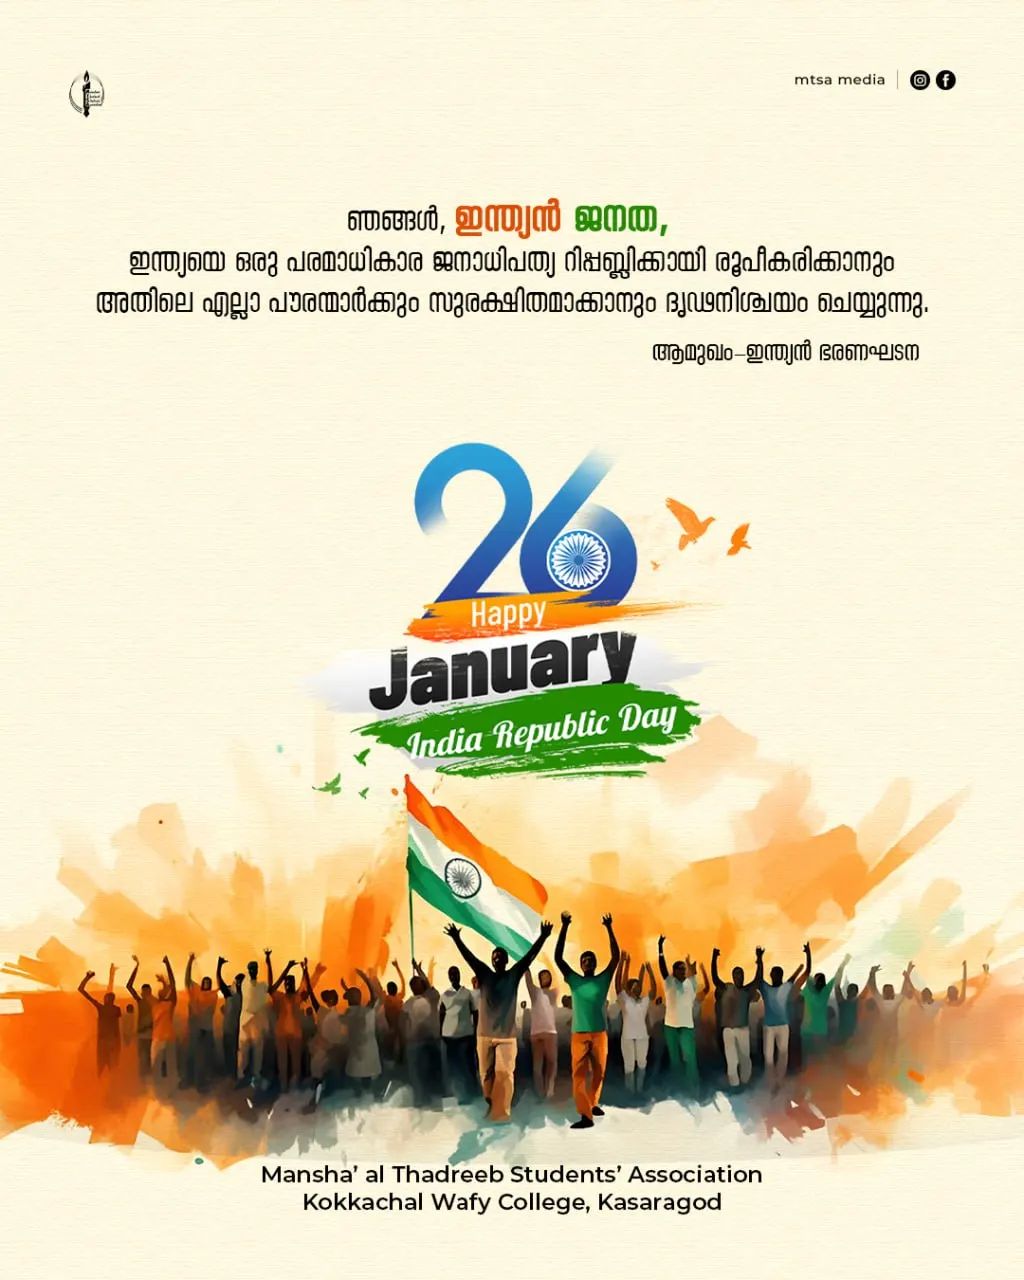 mtsa media
ഞങ്ങൾ, ഇന്ത്യൻ ജനത,
ഇന്ത്യയെ ഒരു പരമാധികാര ജനാധിപത്യ റിപ്പബ്ലിക്കായി രൂപീകരിക്കാനും
അതിലെ എല്ലാ പൗരന്മാർക്കും സുരക്ഷിതമാക്കാനും ദൃഢനിശ്ചയം ചെയ്യുന്നു.
ആമുഖം-ഇന്ത്യൻ ഭരണഘടന
26
Happy
January
India Republic Day
Mansha’ al Thadreeb Students’ Association
Kokkachal Wafy College, Kasaragod